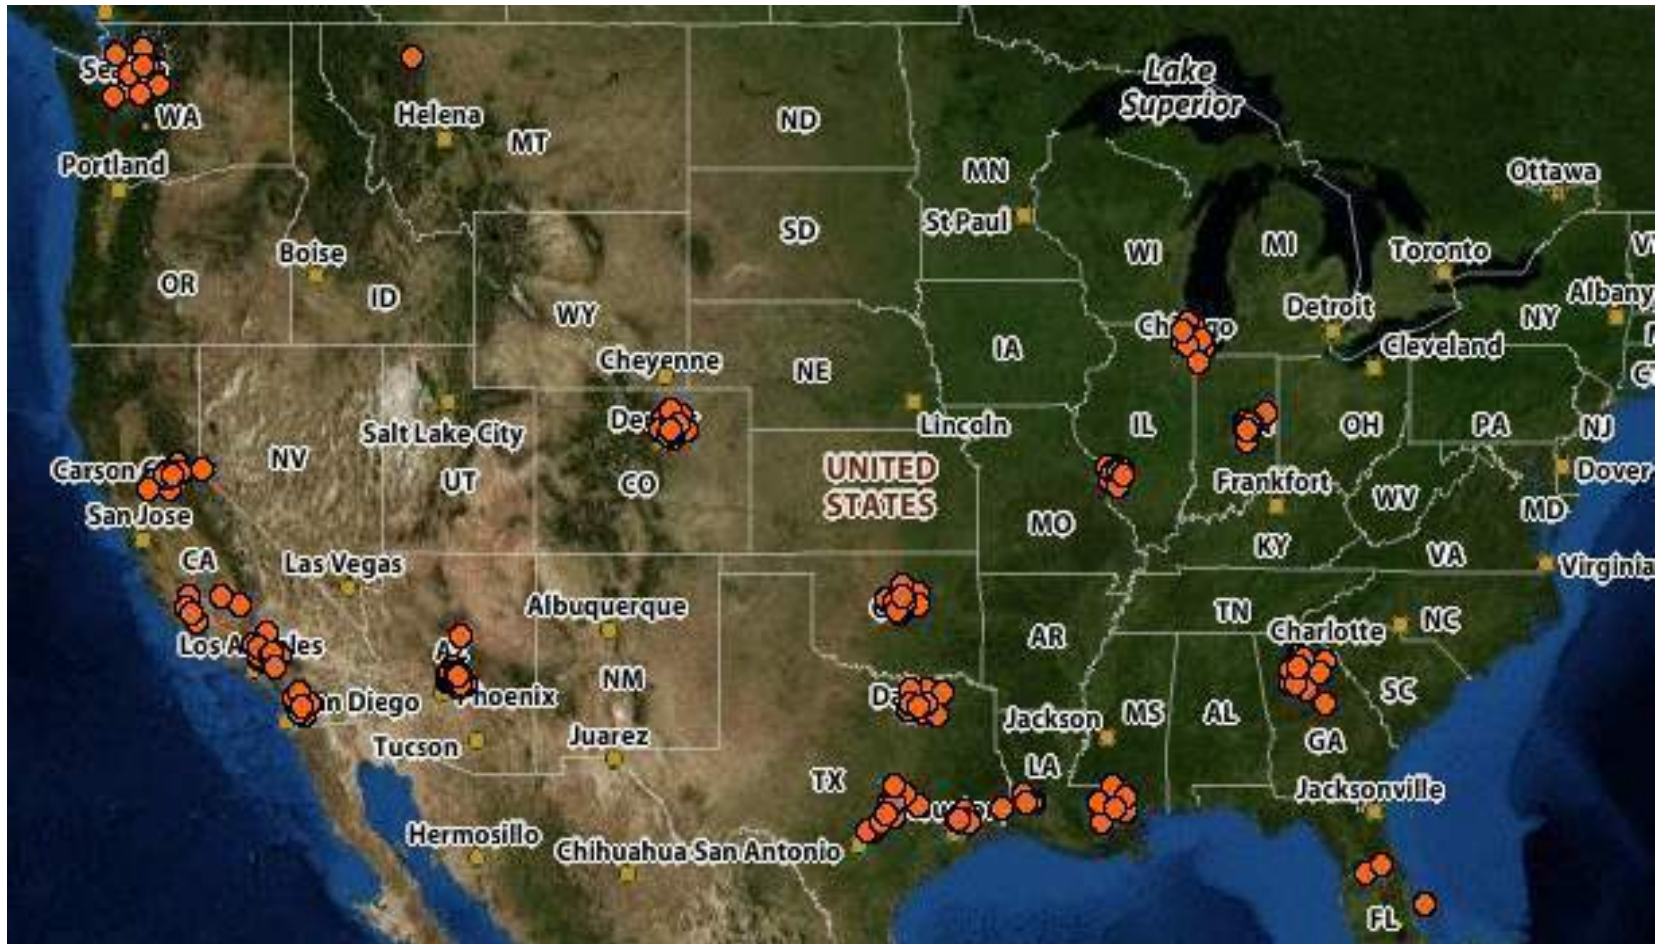 Lake
Superior
WA
Helena
MT
ND
MN
Ottawa
Portland
St Paul
SD
WI
MI
Toronto
Boise
OR
ID
WY
Detroit
Albany
NY
Cheyenne
NE
IA
Cleveland
Salt Lake City
NV
UT
CO
UNITED
STATES
Lincoln
IL
OH
PA
NJ
Carson
San Jose
Frankfort
WV
Dover
MD
MO
KY
VA
CA
Las Vegas
Virginia
Albuquerque
AR
TN
Charlotte
NC
NM
Phoenix
n Diego
Tucson
Juarez
Jackson
MS
AL
SC
GA
LA
TX
Jacksonville
Hermosillo
Chihuahua
San Antonio
FL